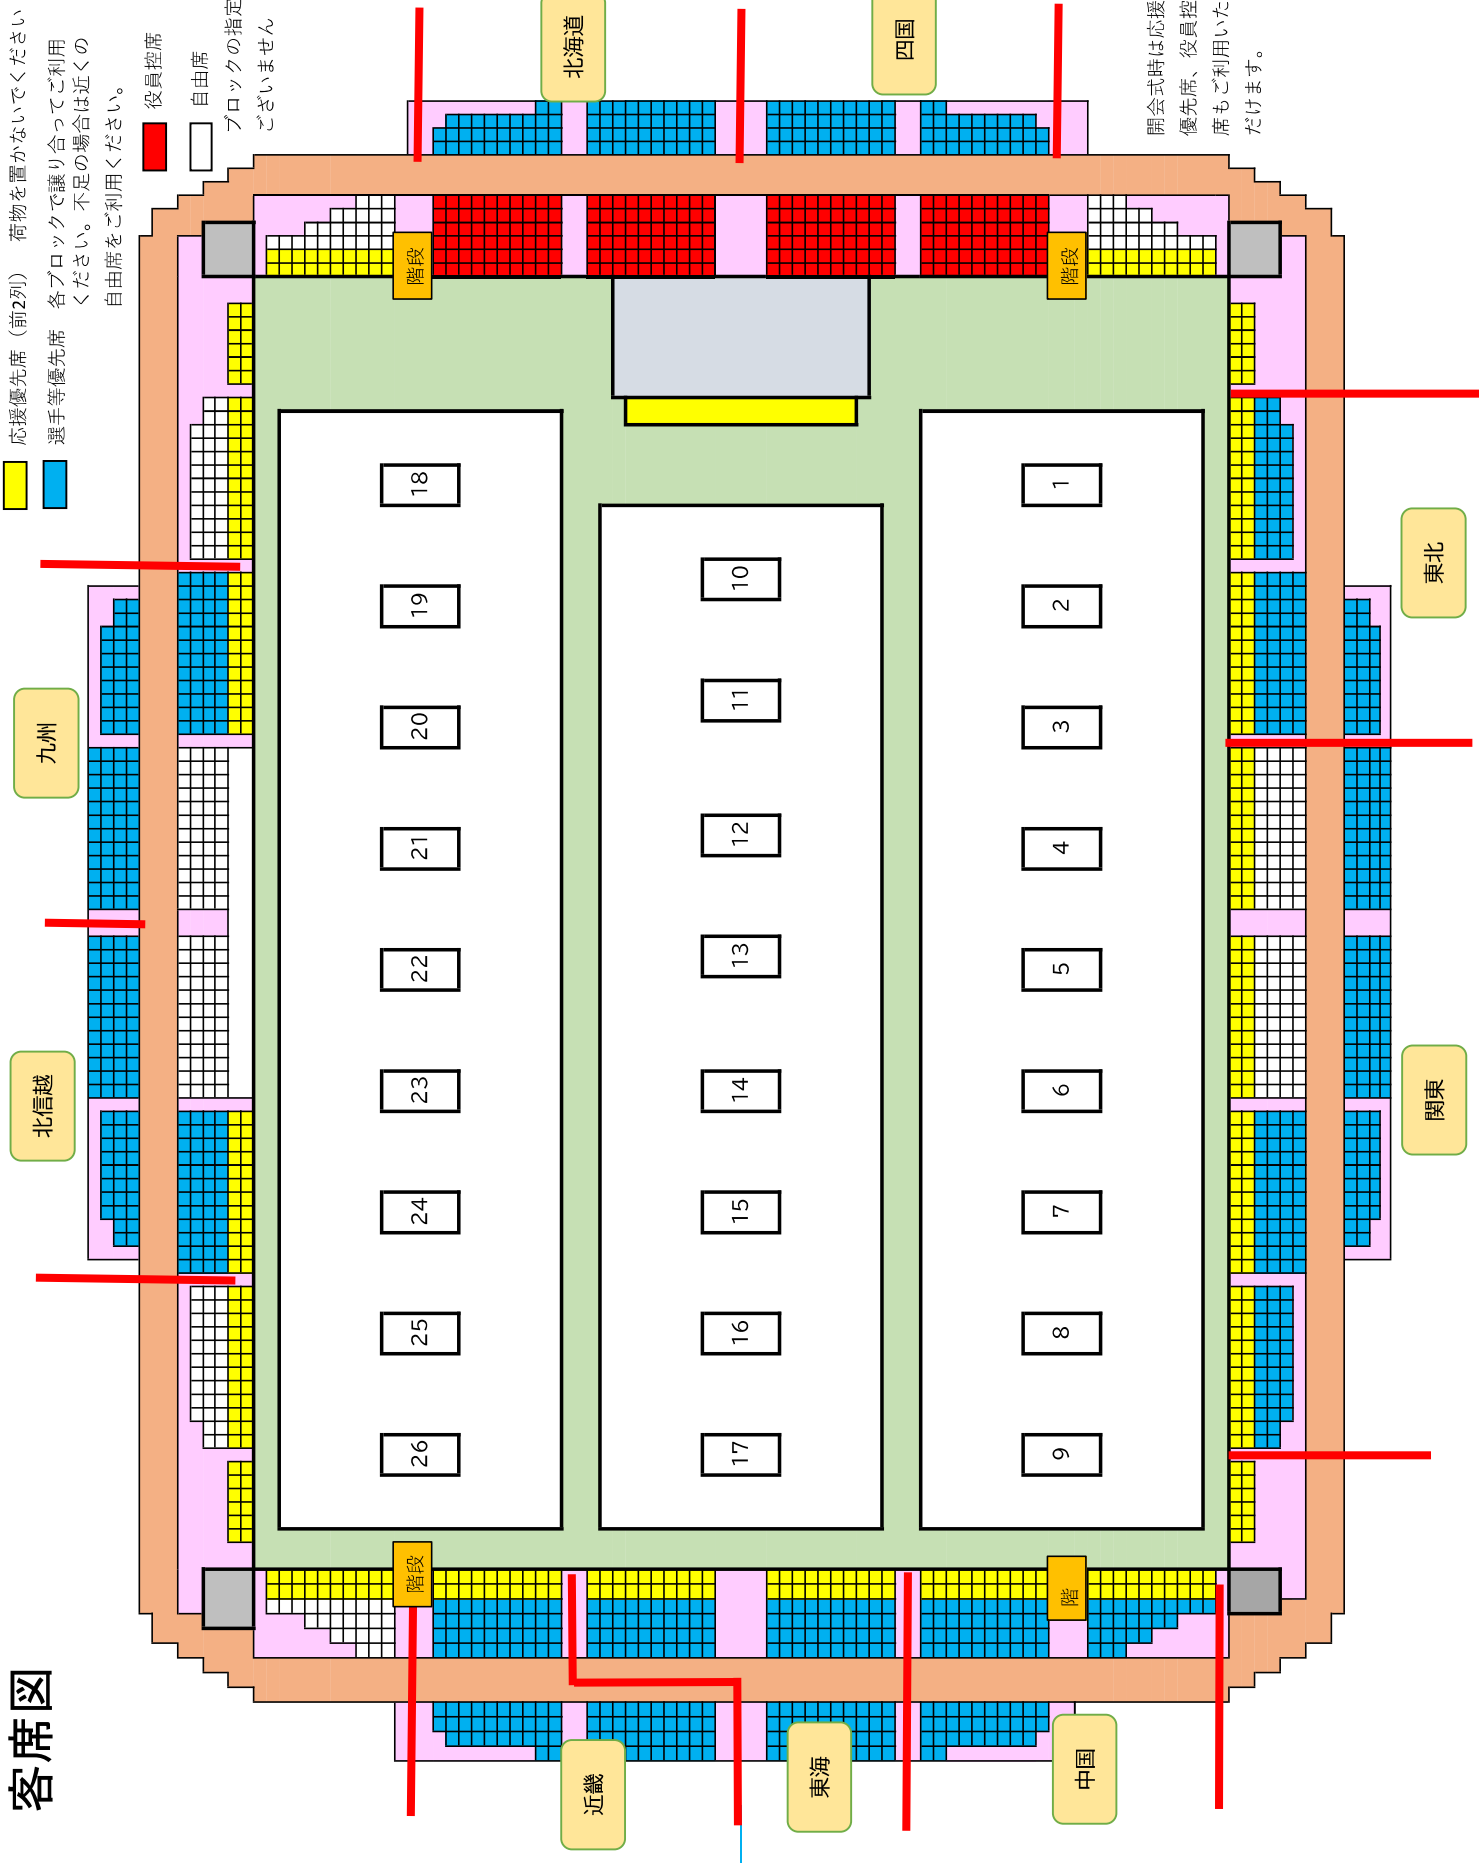 客席図
応援優先席（前2列）　荷物を置かないでください
選手等優先席　各ブロックで譲り合ってご利用
ください。不足の場合は近くの
自由席をご利用ください。
役員控席
自由席
ブロックの指定
ございません
開会式時は応援
優先席、役員控
席もご利用いた
だけます。
北信越
九州
階段
26
25
24
23
22
21
20
19
18
階段
北海道
近畿
17
16
15
14
13
12
11
10
東海
四国
中国
階
9
8
7
6
5
4
3
2
1
階段
関東
東北